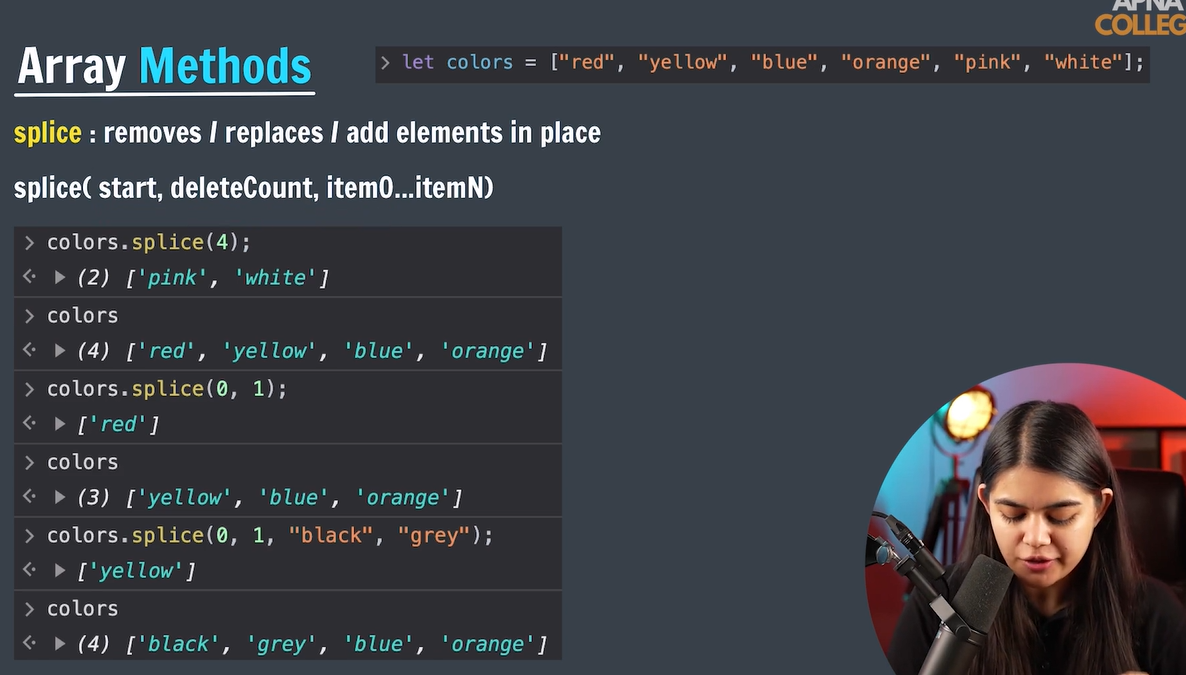 APNA
COLLEG
Array Methods
> let colors = ["red", "yellow", "blue", "orange", "pink", "white"];
splice : removes / replaces / add elements in place
splice( start, deleteCount, item0...itemN)
> colors.splice(4);
(2) ['pink', 'white']
> colors
(4) ['red', 'yellow', 'blue', 'orange']
> colors.splice(0, 1);
['red']
> colors
(3) ['yellow', 'blue', 'orange']
> colors.splice(0, 1, "black", "grey");
['yellow']
> colors
(4) ['black', 'grey', 'blue', 'orange']